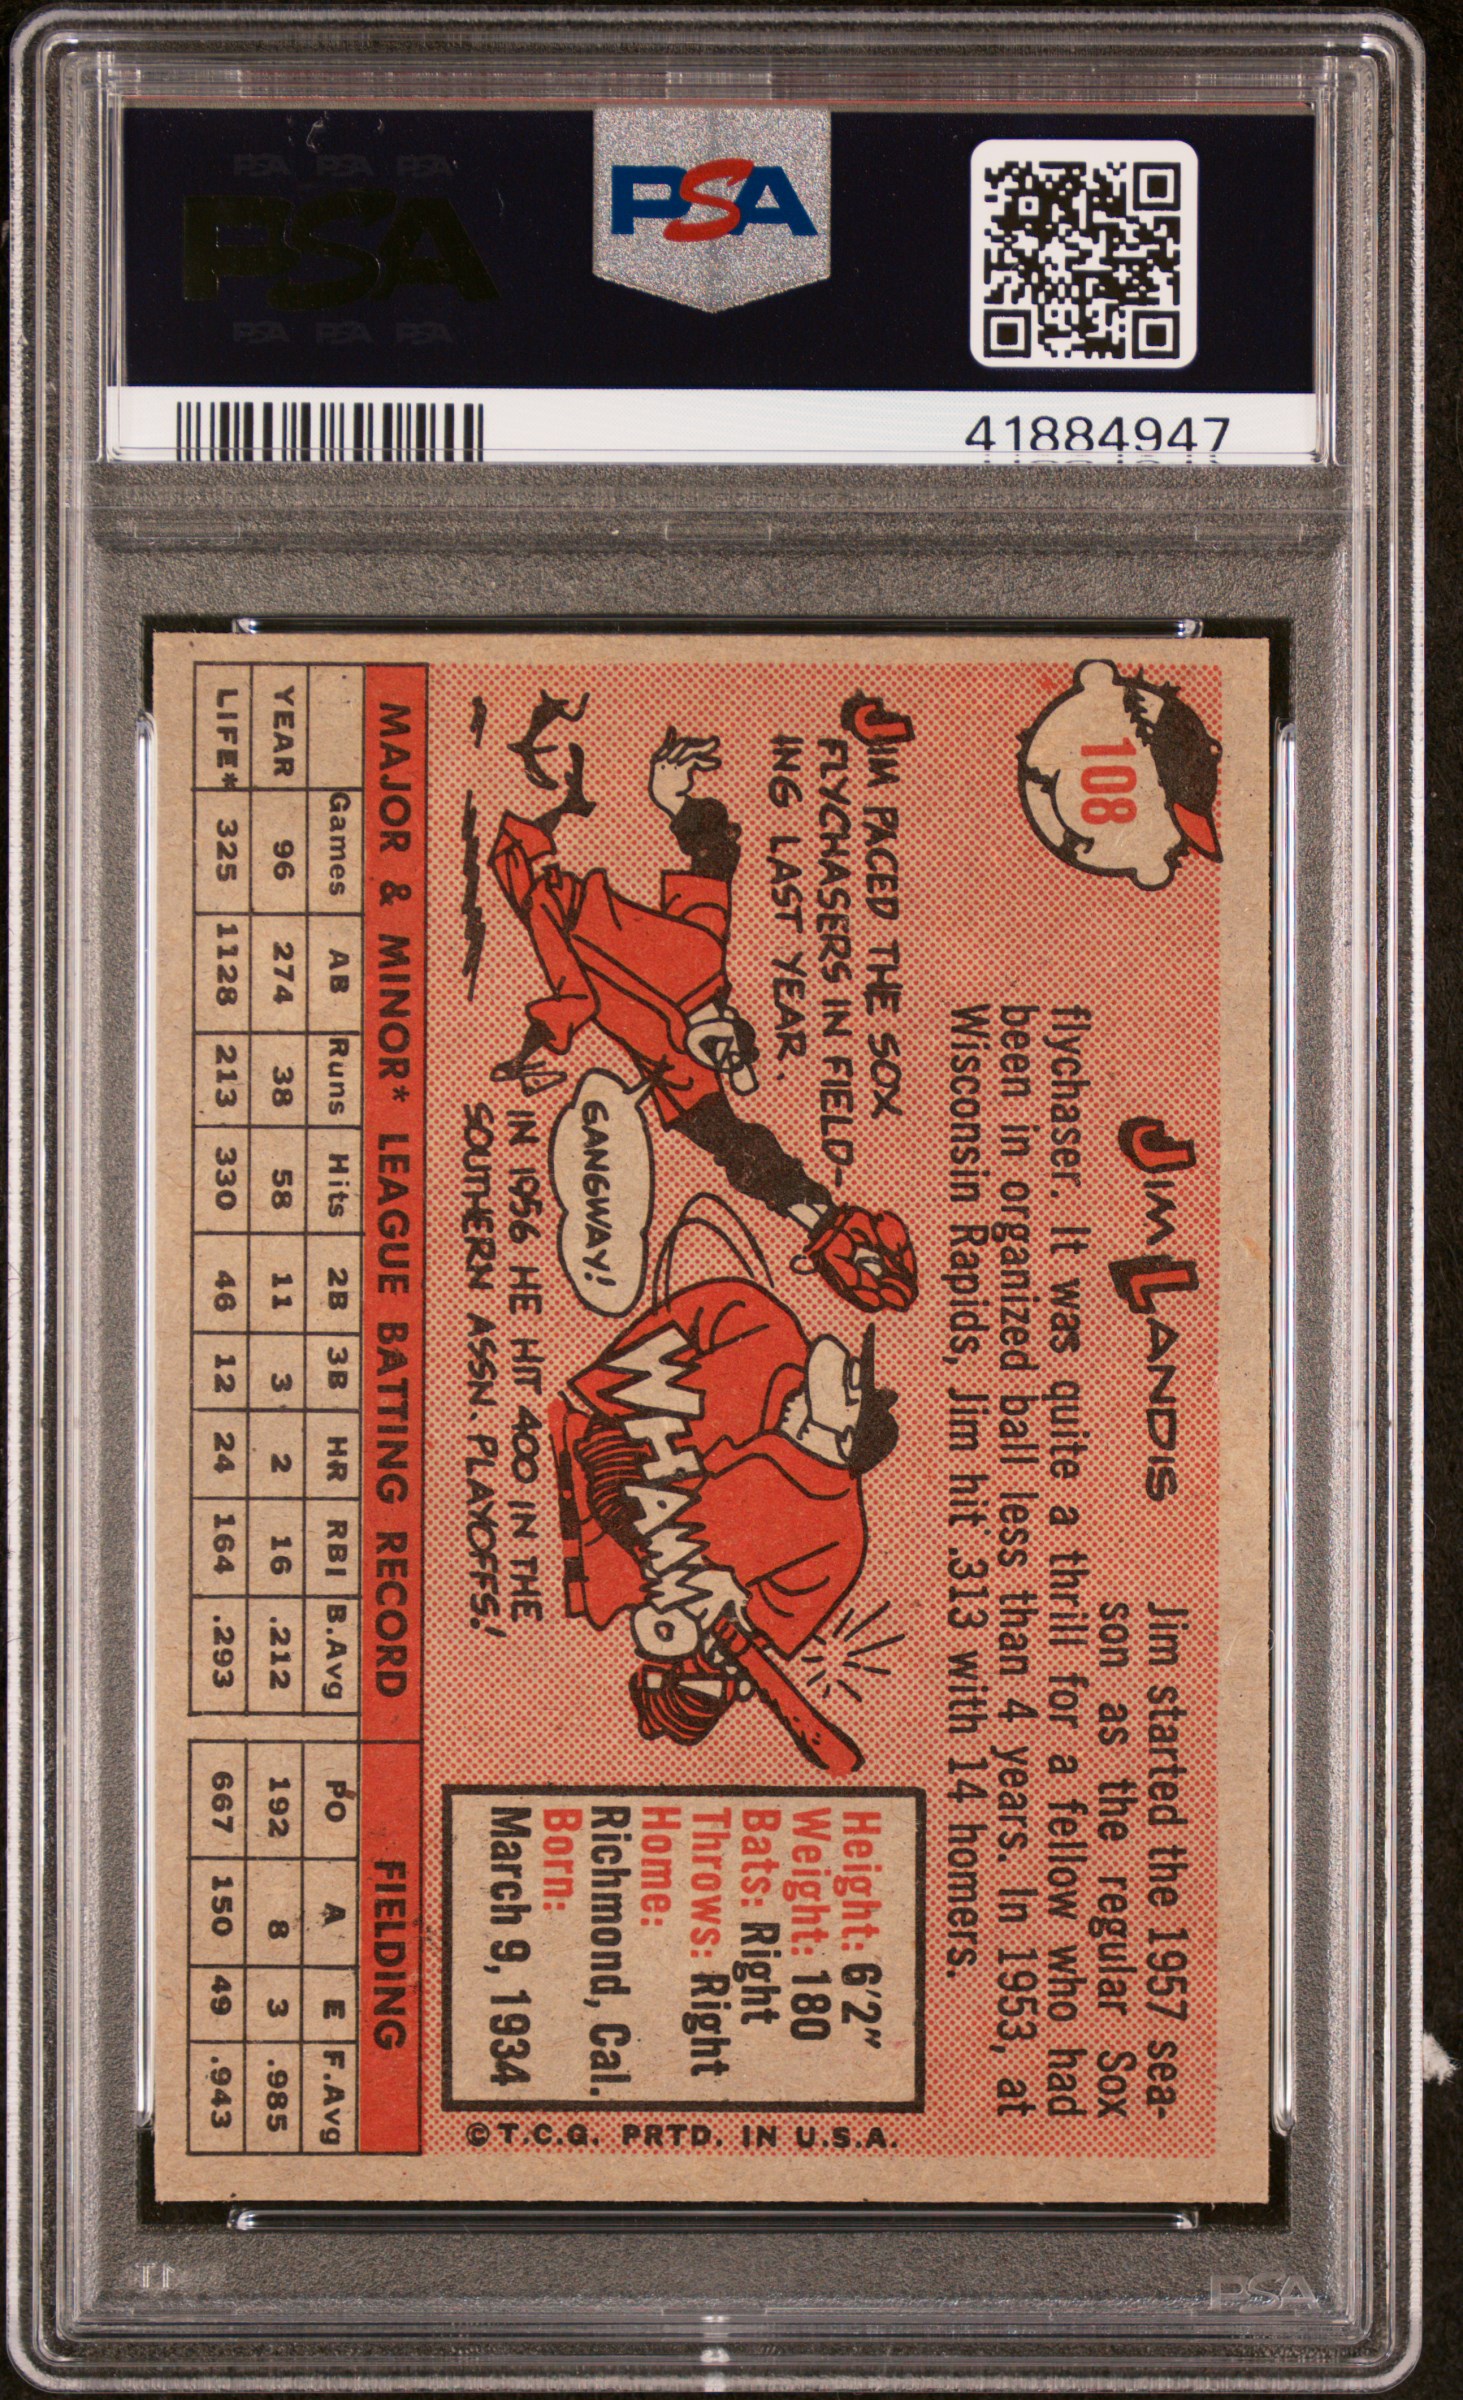 PSA PSA PSA
PSA
PSA PSA PSA
PSA
41884947
108
JIM LANDIS
Jim started the 1957 sea-
son as the regular Sox
flychaser. It was quite a thrill for a fellow who had
been in organized ball less than 4 years. In 1953, at
Wisconsin Rapids, Jim hit .313 with 14 homers.
JIM PACED THE SOX
FLYCHASERS IN FIELD-
ING LAST YEAR.
GANGWAY!
IN 1956 HE HIT 400 IN THE
SOUTHERN ASSN. PLAYOFFS!
WHAMMO
Height: 6'2"
Weight: 180
Bats: Right
Throws: Right
Home:
Richmond, Cal.
Born:
March 9, 1934
© T.C.G. PRTD. IN U.S.A.
MAJOR & MINOR* LEAGUE BATTING RECORD FIELDING
Games AB Runs Hits 2B 3B HR RBI B.Avg PO A E F.Avg
YEAR 96 274 38 58 11 3 2 16 .212 192 8 3 .985
LIFE* 325 1128 213 330 46 12 24 164 .293 667 150 49 .943
PSA